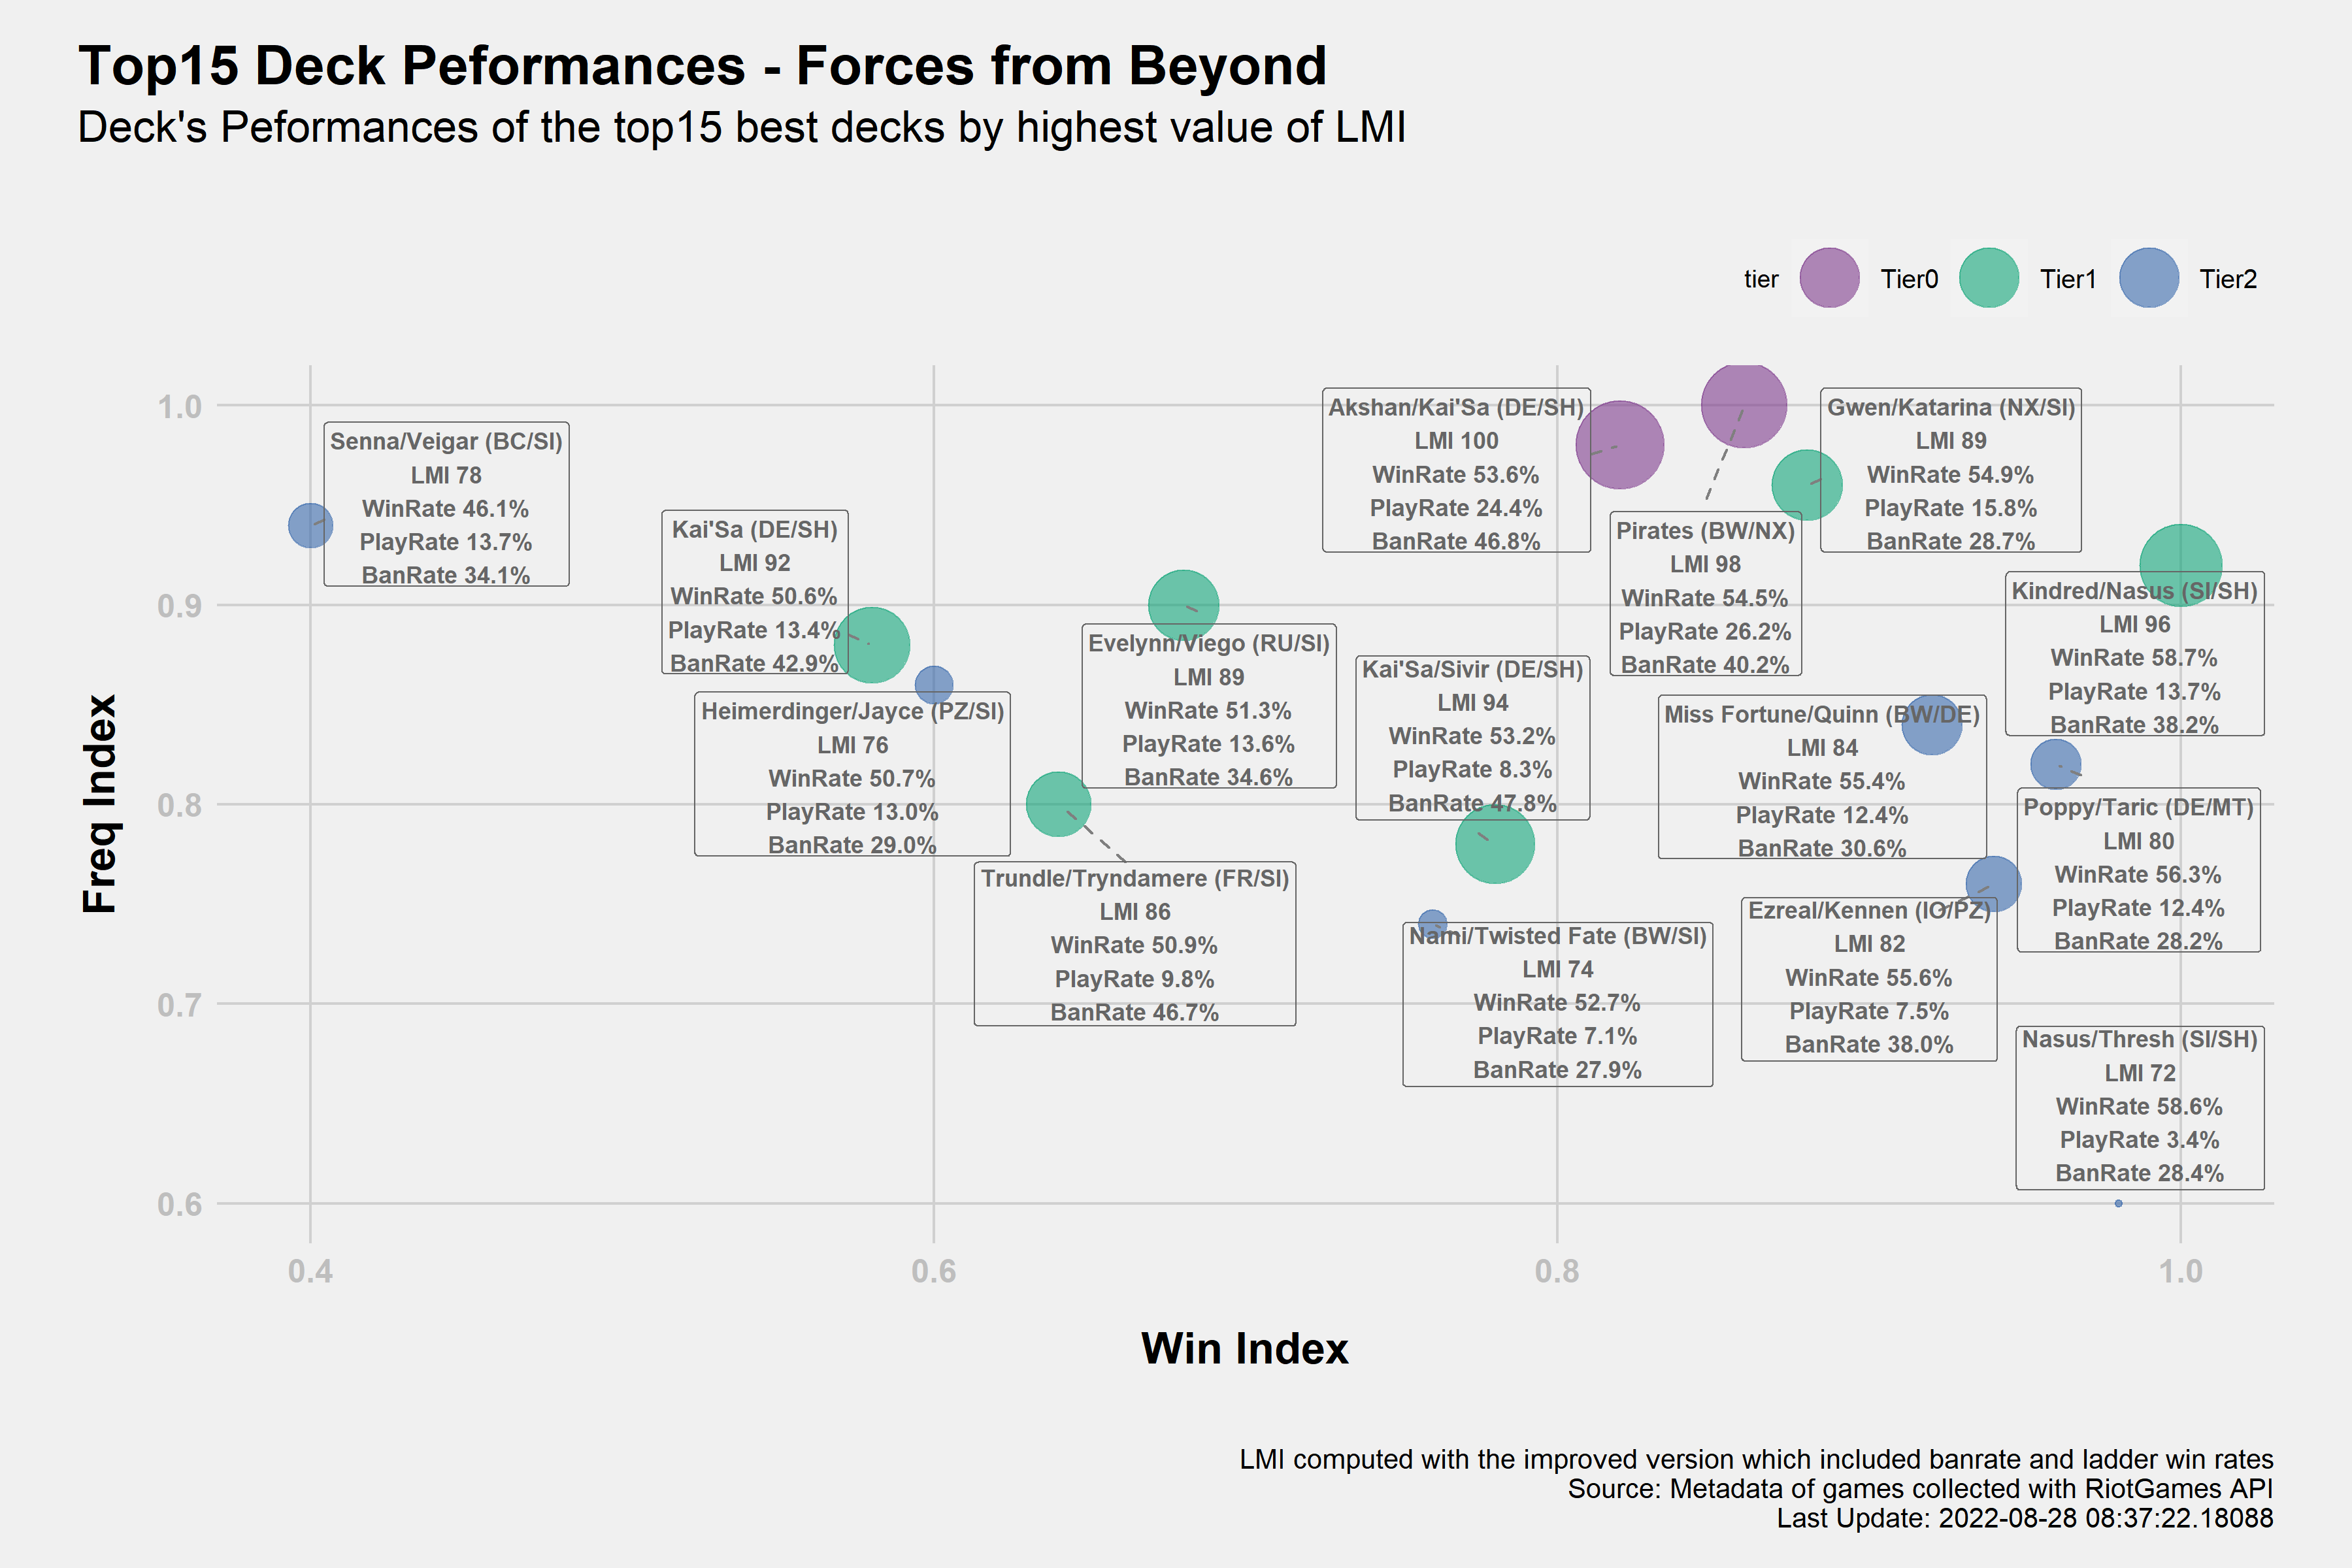 Top15 Deck Peformances - Forces from Beyond
Deck's Peformances of the top15 best decks by highest value of LMI
tier
Tier0
Tier1
Tier2
Freq Index
1.0
0.9
0.8
0.7
0.6
Senna/Veigar (BC/SI)
LMI 78
WinRate 46.1%
PlayRate 13.7%
BanRate 34.1%
Kai'Sa (DE/SH)
LMI 92
WinRate 50.6%
PlayRate 13.4%
BanRate 42.9%
Heimerdinger/Jayce (PZ/SI)
LMI 76
WinRate 50.7%
PlayRate 13.0%
BanRate 29.0%
Evelynn/Viego (RU/SI)
LMI 89
WinRate 51.3%
PlayRate 13.6%
BanRate 34.6%
Trundle/Tryndamere (FR/SI)
LMI 86
WinRate 50.9%
PlayRate 9.8%
BanRate 46.7%
Akshan/Kai'Sa (DE/SH)
LMI 100
WinRate 53.6%
PlayRate 24.4%
BanRate 46.8%
Kai'Sa/Sivir (DE/SH)
LMI 94
WinRate 53.2%
PlayRate 8.3%
BanRate 47.8%
Nami/Twisted Fate (BW/SI)
LMI 74
WinRate 52.7%
PlayRate 7.1%
BanRate 27.9%
Pirates (BW/NX)
LMI 98
WinRate 54.5%
PlayRate 26.2%
BanRate 40.2%
Gwen/Katarina (NX/SI)
LMI 89
WinRate 54.9%
PlayRate 15.8%
BanRate 28.7%
Miss Fortune/Quinn (BW/DE)
LMI 84
WinRate 55.4%
PlayRate 12.4%
BanRate 30.6%
Ezreal/Kennen (IO/PZ)
LMI 82
WinRate 55.6%
PlayRate 7.5%
BanRate 38.0%
Kindred/Nasus (SI/SH)
LMI 96
WinRate 58.7%
PlayRate 13.7%
BanRate 38.2%
Poppy/Taric (DE/MT)
LMI 80
WinRate 56.3%
PlayRate 12.4%
BanRate 28.2%
Nasus/Thresh (SI/SH)
LMI 72
WinRate 58.6%
PlayRate 3.4%
BanRate 28.4%
0.4
0.6
0.8
1.0
Win Index
LMI computed with the improved version which included banrate and ladder win rates
Source: Metadata of games collected with RiotGames API
Last Update: 2022-08-28 08:37:22.18088